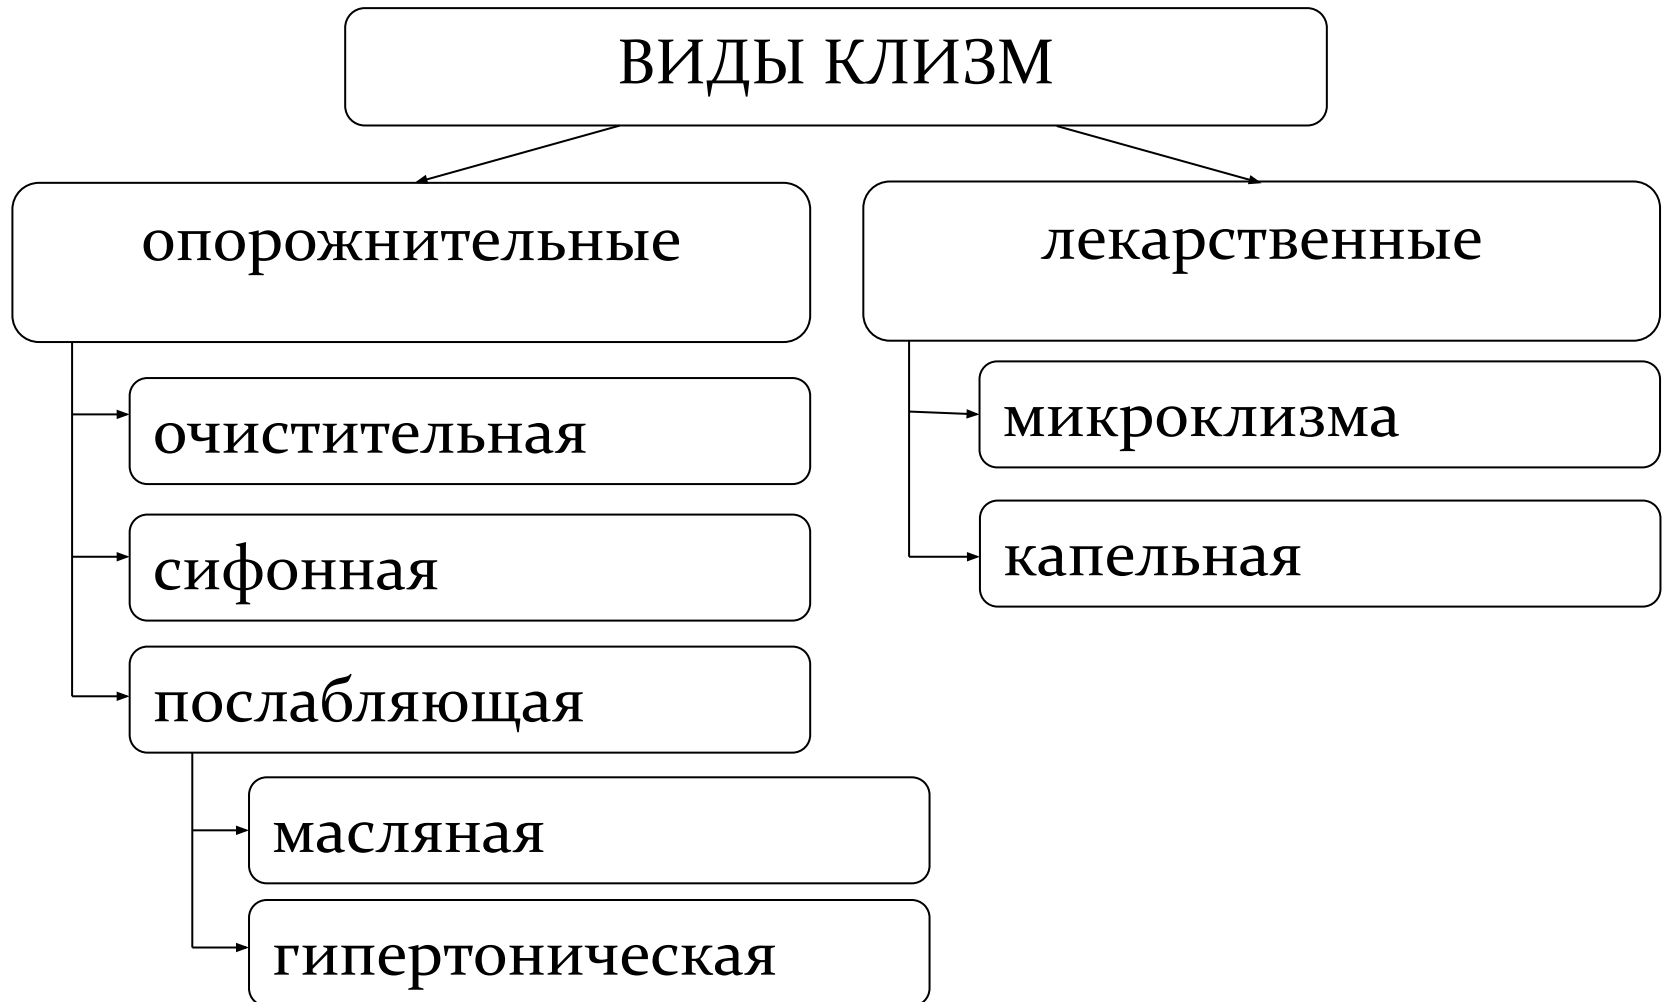 ВИДЫ КЛИЗМ
опорожнительные
очистительная
сифонная
послабляющая
масляная
гипертоническая
лекарственные
микроклизма
капельная